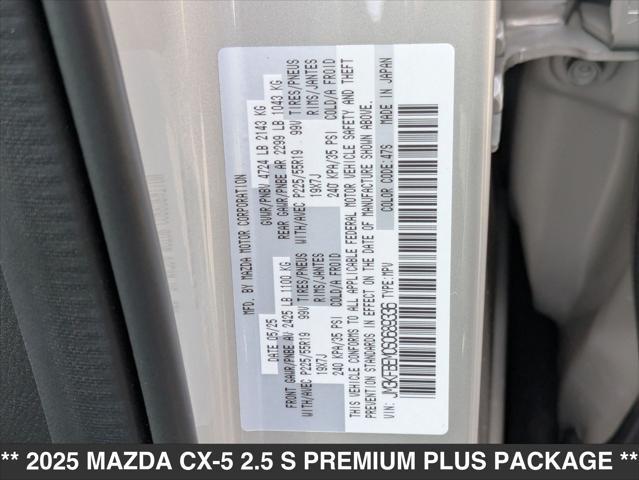 MFD. BY MAZDA MOTOR CORPORATION
DATE:05/25 GVWR/PNBV 4724 LB 2143 KG
FRONT GAWR/PNBE AV 2425 LB 1100 KG REAR GAWR/PNBE AR 2299 LB 1043 KG
WITH/AVEC P225/55R19 99V TIRES/PNEUS WITH/AVEC P225/55R19 99V TIRES/PNEUS
19X7J RIMS/JANTES 19X7J RIMS/JANTES
240 KPA/35 PSI COLD/A FROID 240 KPA/35 PSI COLD/A FROID
THIS VEHICLE CONFORMS TO ALL APPLICABLE FEDERAL MOTOR VEHICLE SAFETY AND THEFT
PREVENTION STANDARDS IN EFFECT ON THE DATE OF MANUFACTURE SHOWN ABOVE.
VIN: TYPE:MPV COLOR CODE:47S MADE IN JAPAN
** 2025 MAZDA CX-5 2.5 S PREMIUM PLUS PACKAGE **